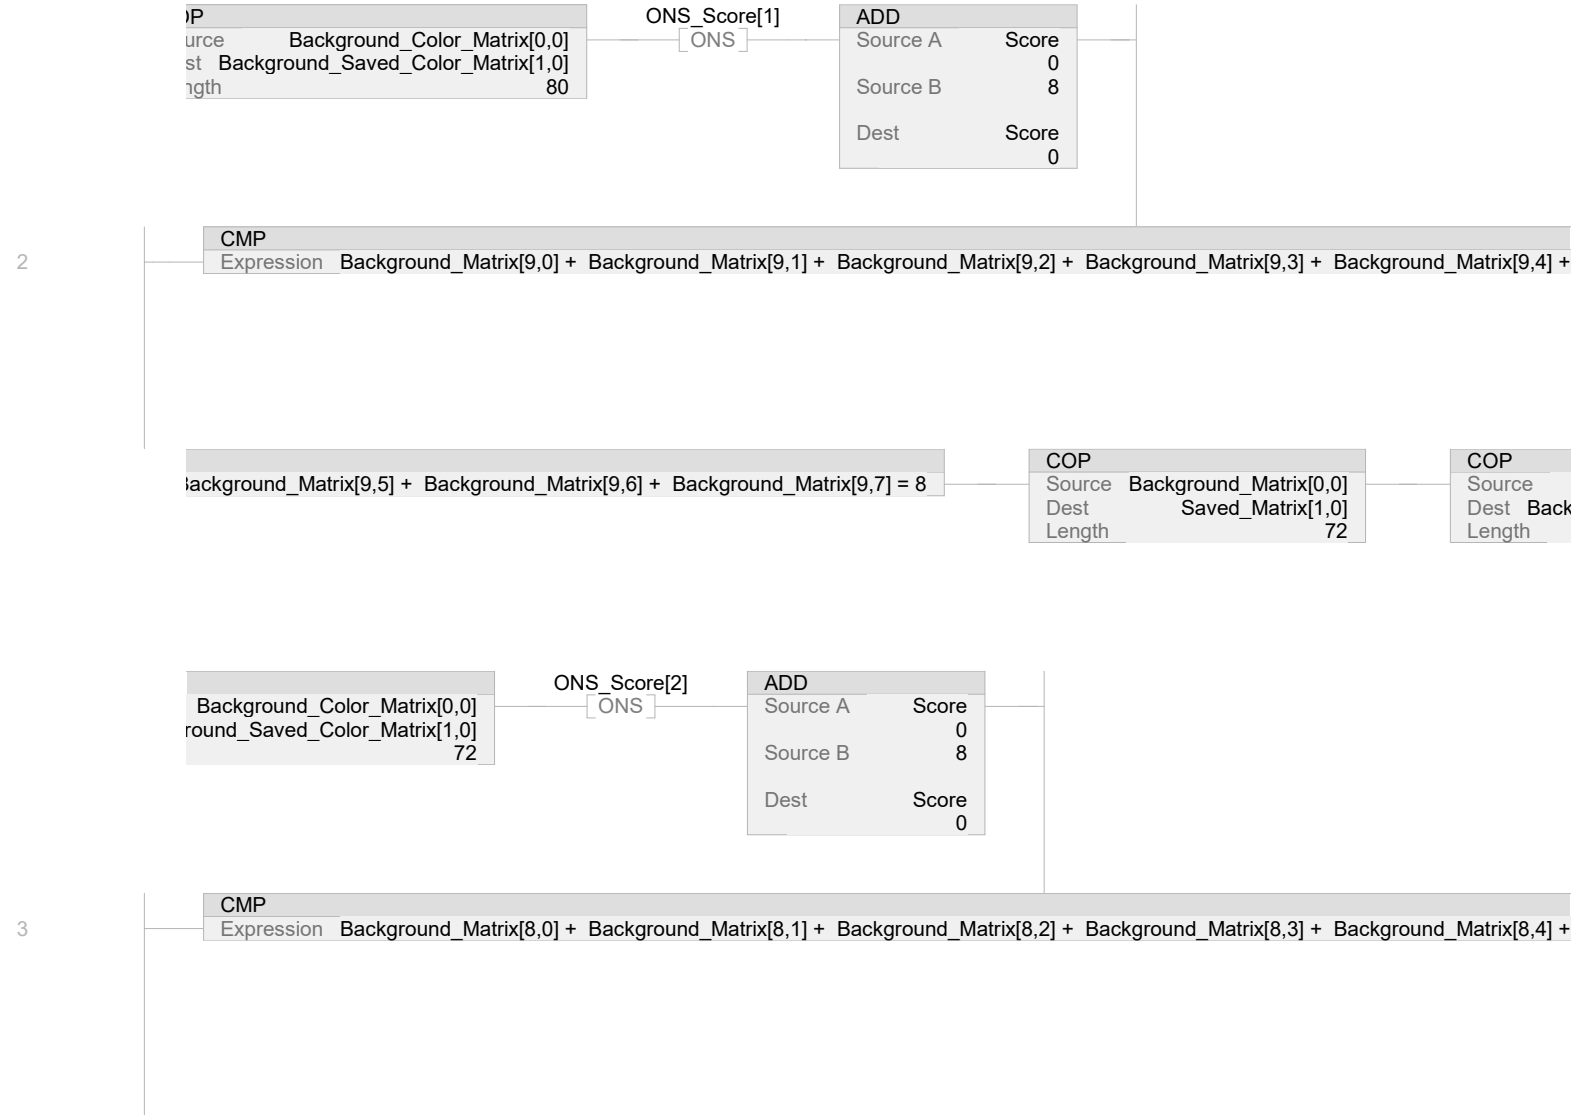 ONS_Score[1]
ADD
Background_Color_Matrix[0,0]
ONS
Source A Score
Background_Saved_Color_Matrix[1,0]
0
80
Source B 8
Dest Score
0
CMP
2
Expression Background_Matrix[9,0] + Background_Matrix[9,1] + Background_Matrix[9,2] + Background_Matrix[9,3] + Background_Matrix[9,4] +
COP
COP
Background_Matrix[9,5] + Background_Matrix[9,6] + Background_Matrix[9,7] = 8
Source Background_Matrix[0,0]
Source
Dest Saved_Matrix[1,0]
Dest Back
Length 72
Length
ONS_Score[2]
ADD
Background_Color_Matrix[0,0]
ONS
Source A Score
round_Saved_Color_Matrix[1,0]
0
72
Source B 8
Dest Score
0
CMP
3
Expression Background_Matrix[8,0] + Background_Matrix[8,1] + Background_Matrix[8,2] + Background_Matrix[8,3] + Background_Matrix[8,4] +